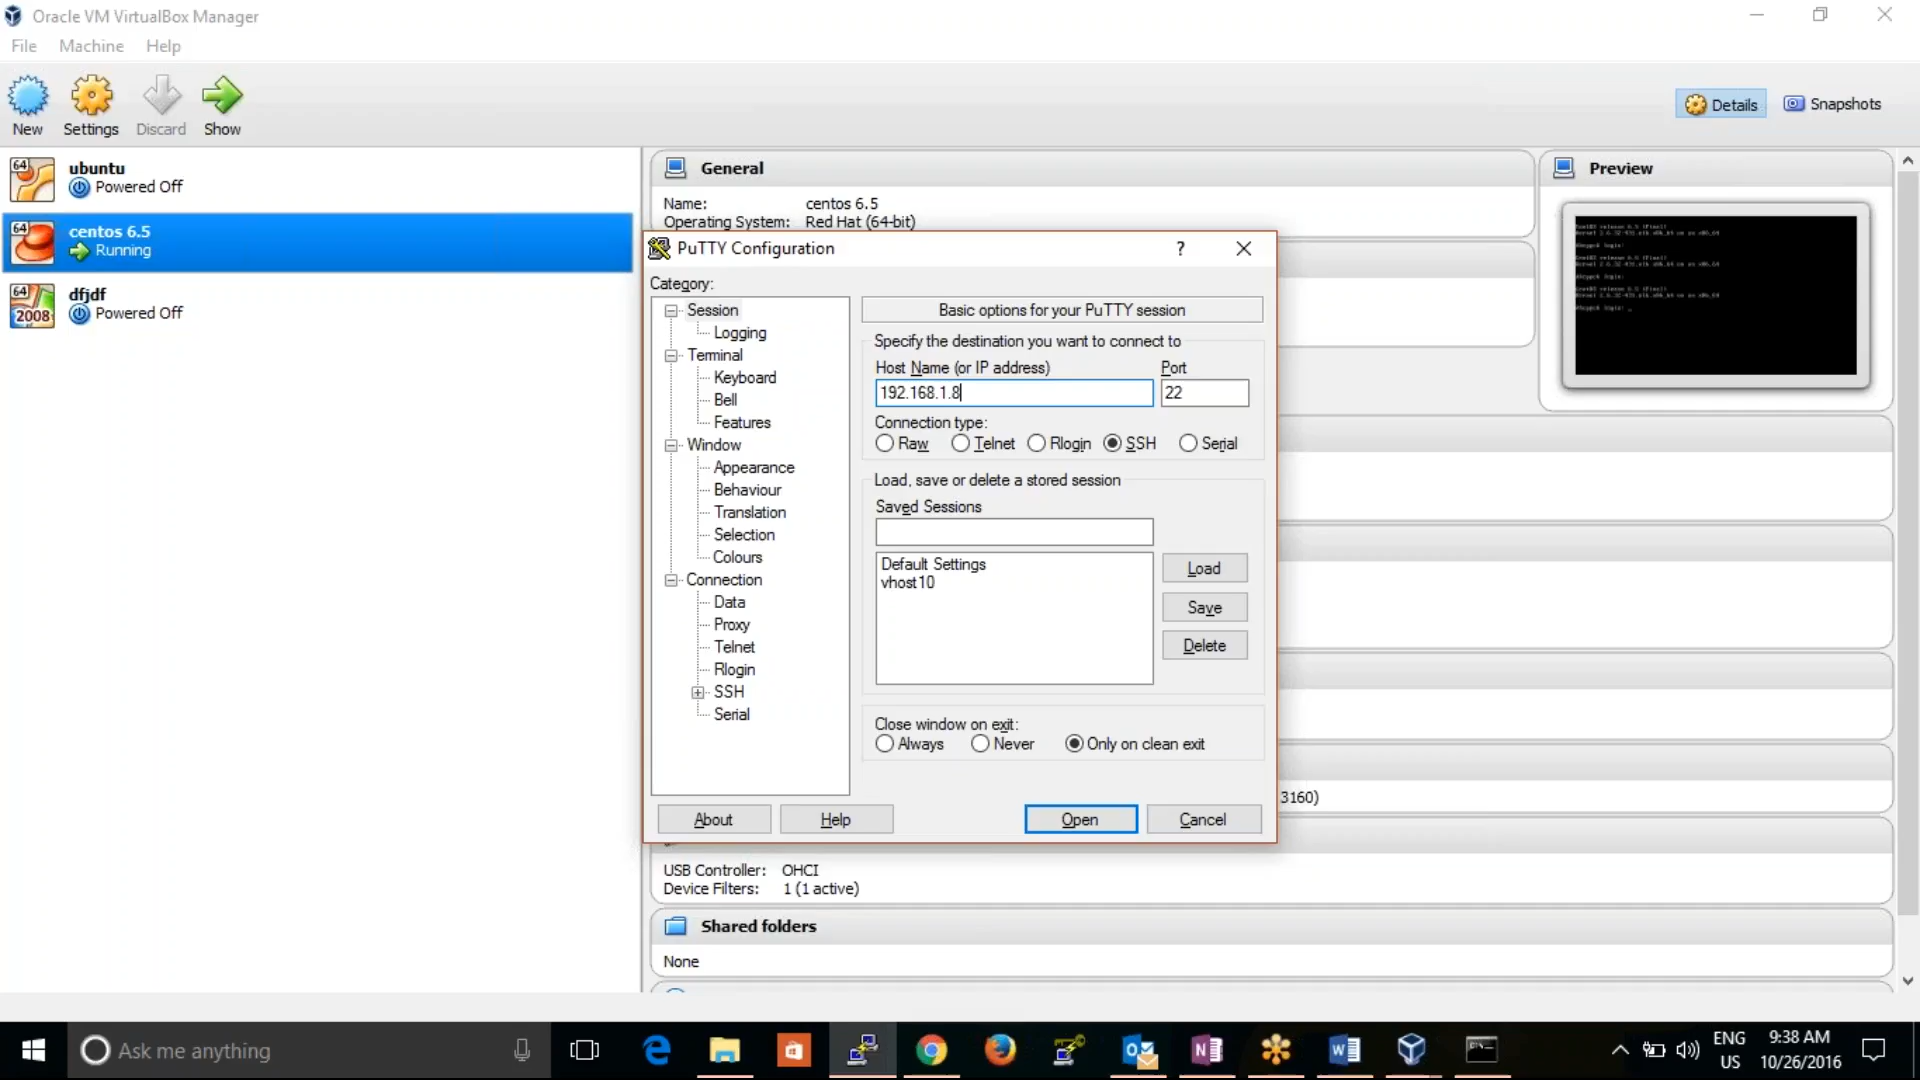 Oracle VM VirtualBox Manager
File Machine Help
New Settings Discard Show
Details Snapshots
64 ubuntu
Powered Off
64 centos 6.5
Running
64 2008 dfjdf
Powered Off
General
Name: centos 6.5
Operating System: Red Hat (64-bit)
Preview
PuTTY Configuration ?
Category:
Session
Logging
Terminal
Keyboard
Bell
Features
Window
Appearance
Behaviour
Translation
Selection
Colours
Connection
Data
Proxy
Telnet
Rlogin
SSH
Serial
Basic options for your PuTTY session
Specify the destination you want to connect to
Host Name (or IP address) Port
192.168.1.8 22
Connection type:
Raw Telnet Rlogin SSH Serial
Load, save or delete a stored session
Saved Sessions
Default Settings
vhost10
Load
Save
Delete
Close window on exit:
Always Never Only on clean exit
About Help Open Cancel
3160)
USB Controller: OHCI
Device Filters: 1 (1 active)
Shared folders
None
Ask me anything
ENG
US
9:38 AM
10/26/2016